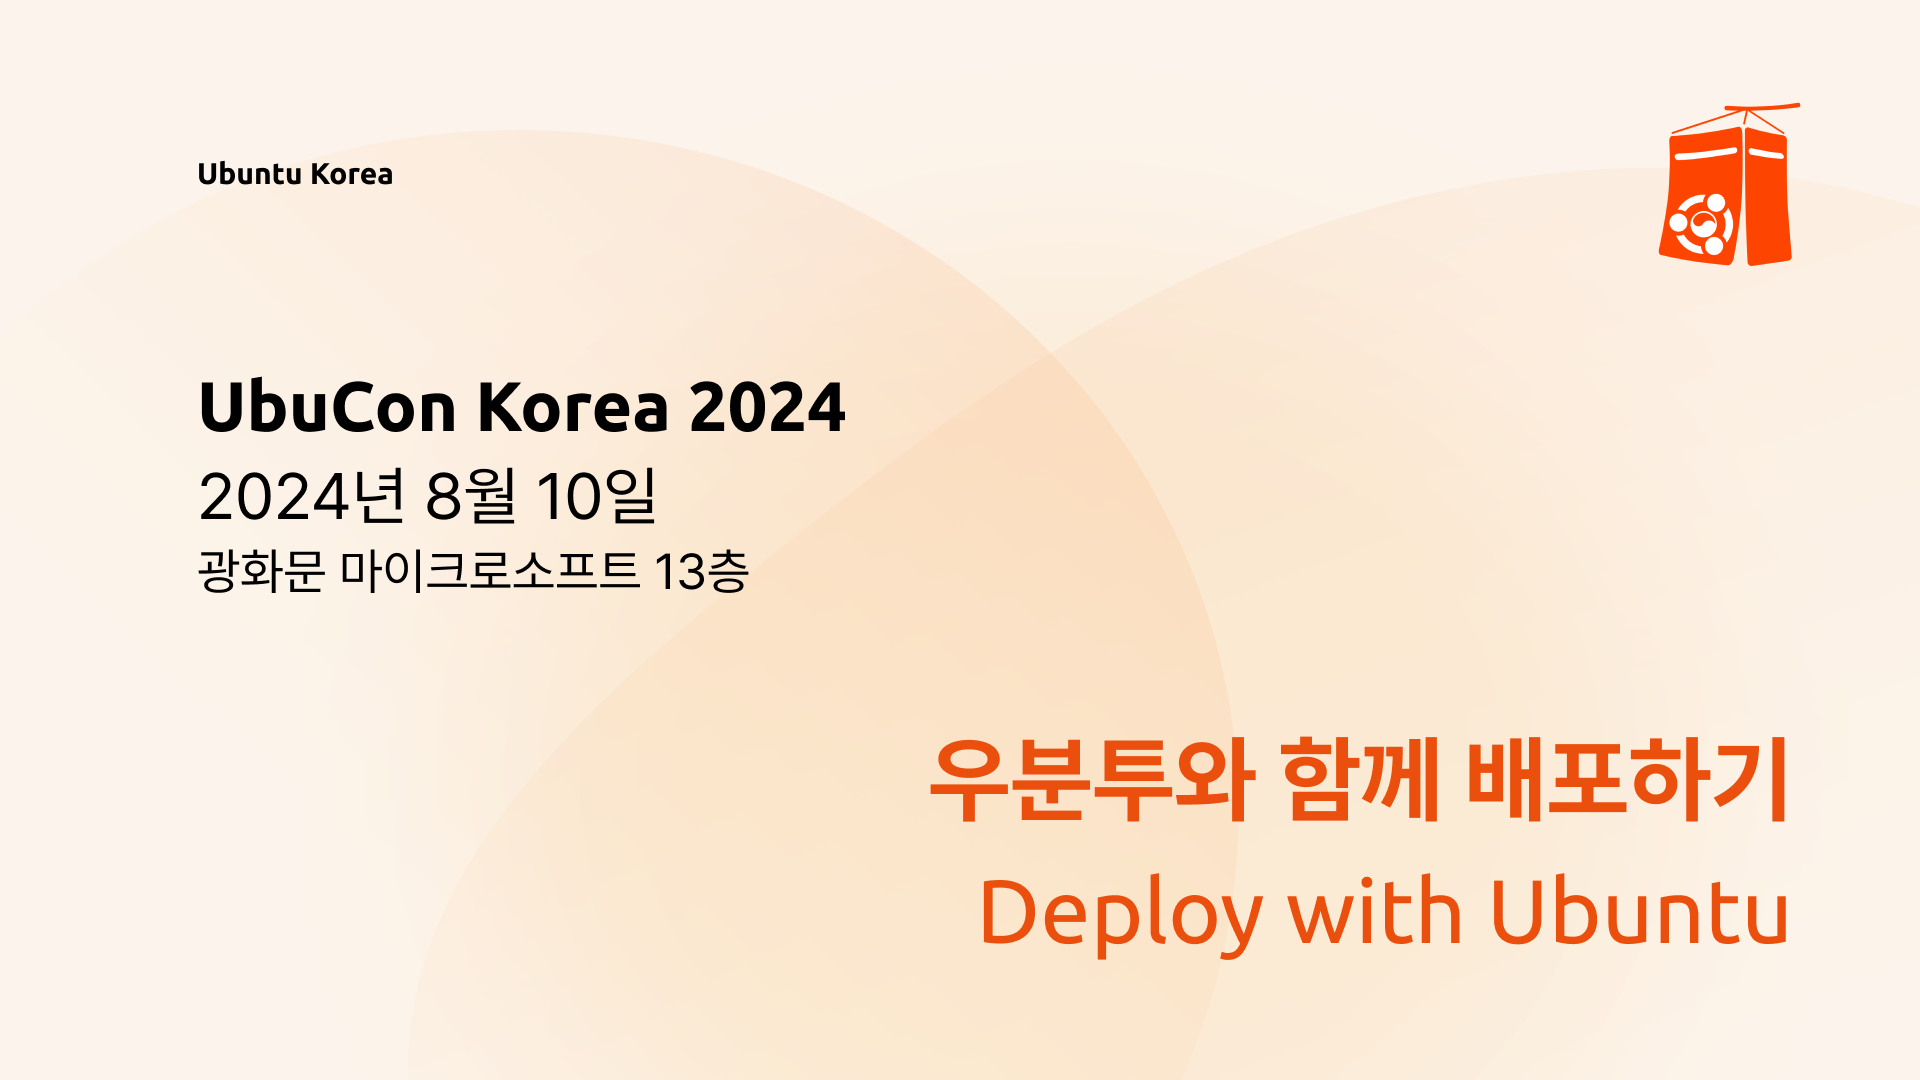 Ubuntu Korea
UbuCon Korea 2024
2024년 8월 10일
광화문 마이크로소프트 13층
우분투와 함께 배포하기
Deploy with Ubuntu